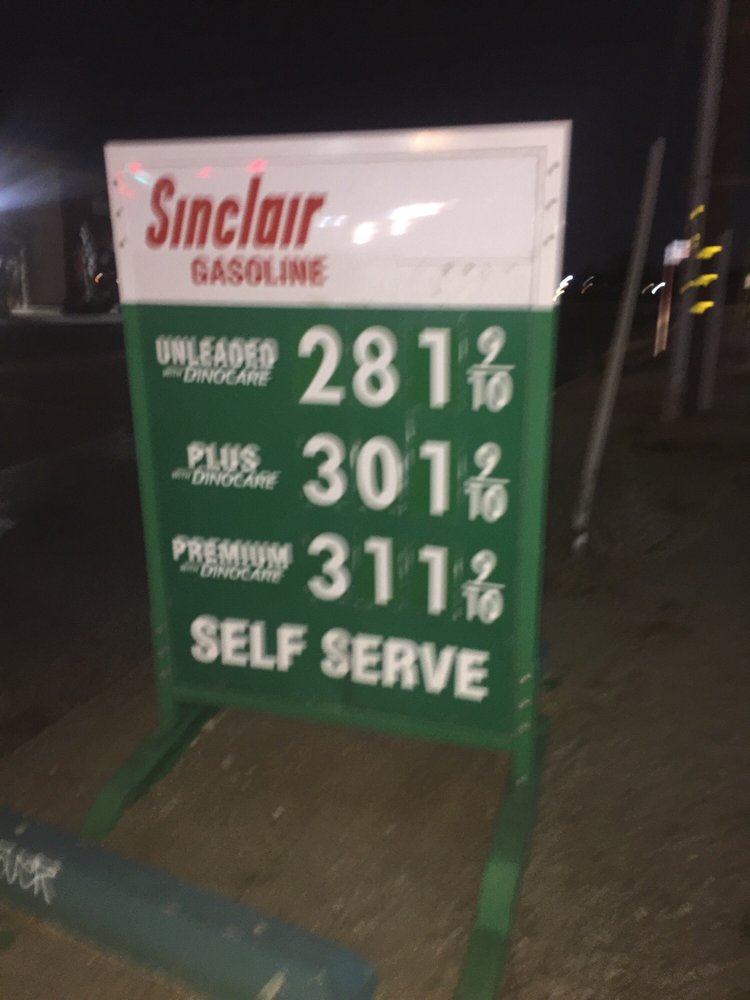 Sinclair
GASOLINE
UNLEADED 281 9/10
WITH DINOCARE
PLUS 301 9/10
WITH DINOCARE
PREMIUM 311 9/10
WITH DINOCARE
SELF SERVE